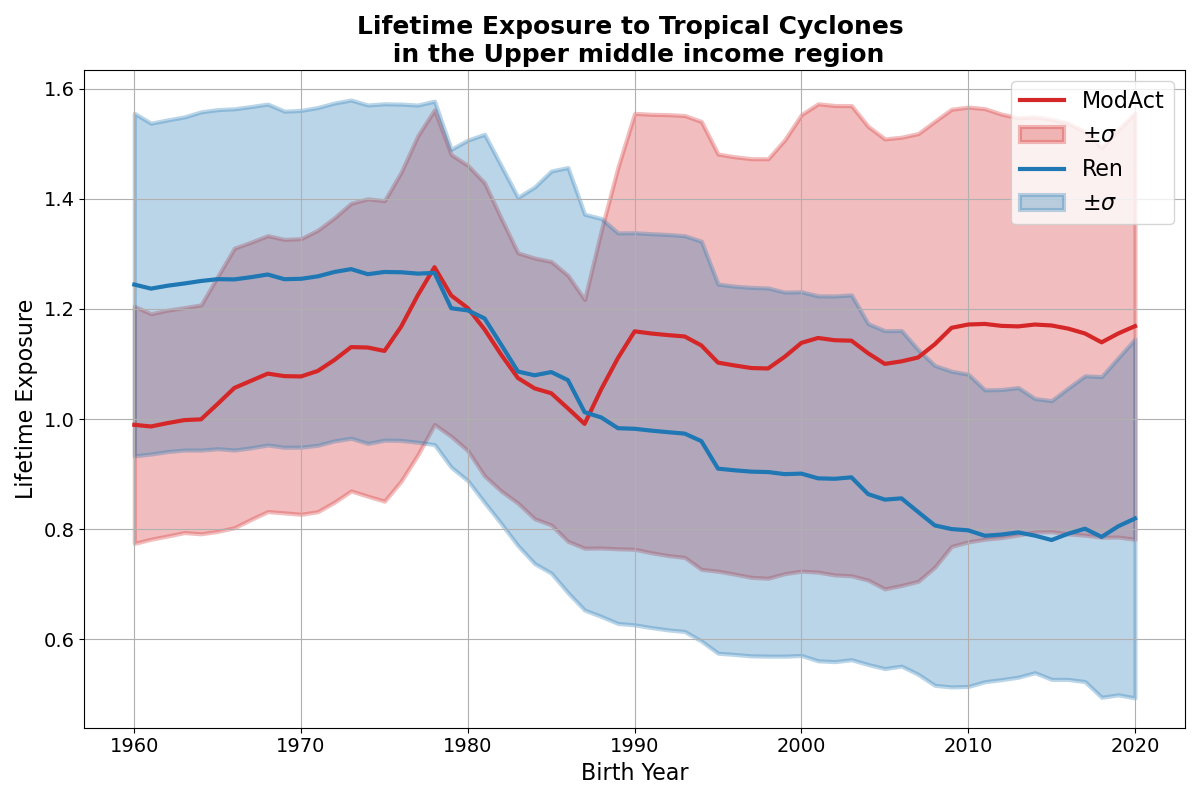 Lifetime Exposure to Tropical Cyclones
in the Upper middle income region
Lifetime Exposure
1.6
1.4
1.2
1.0
0.8
0.6
ModAct
±σ
Ren
±σ
1960 1970 1980 1990 2000 2010 2020
Birth Year